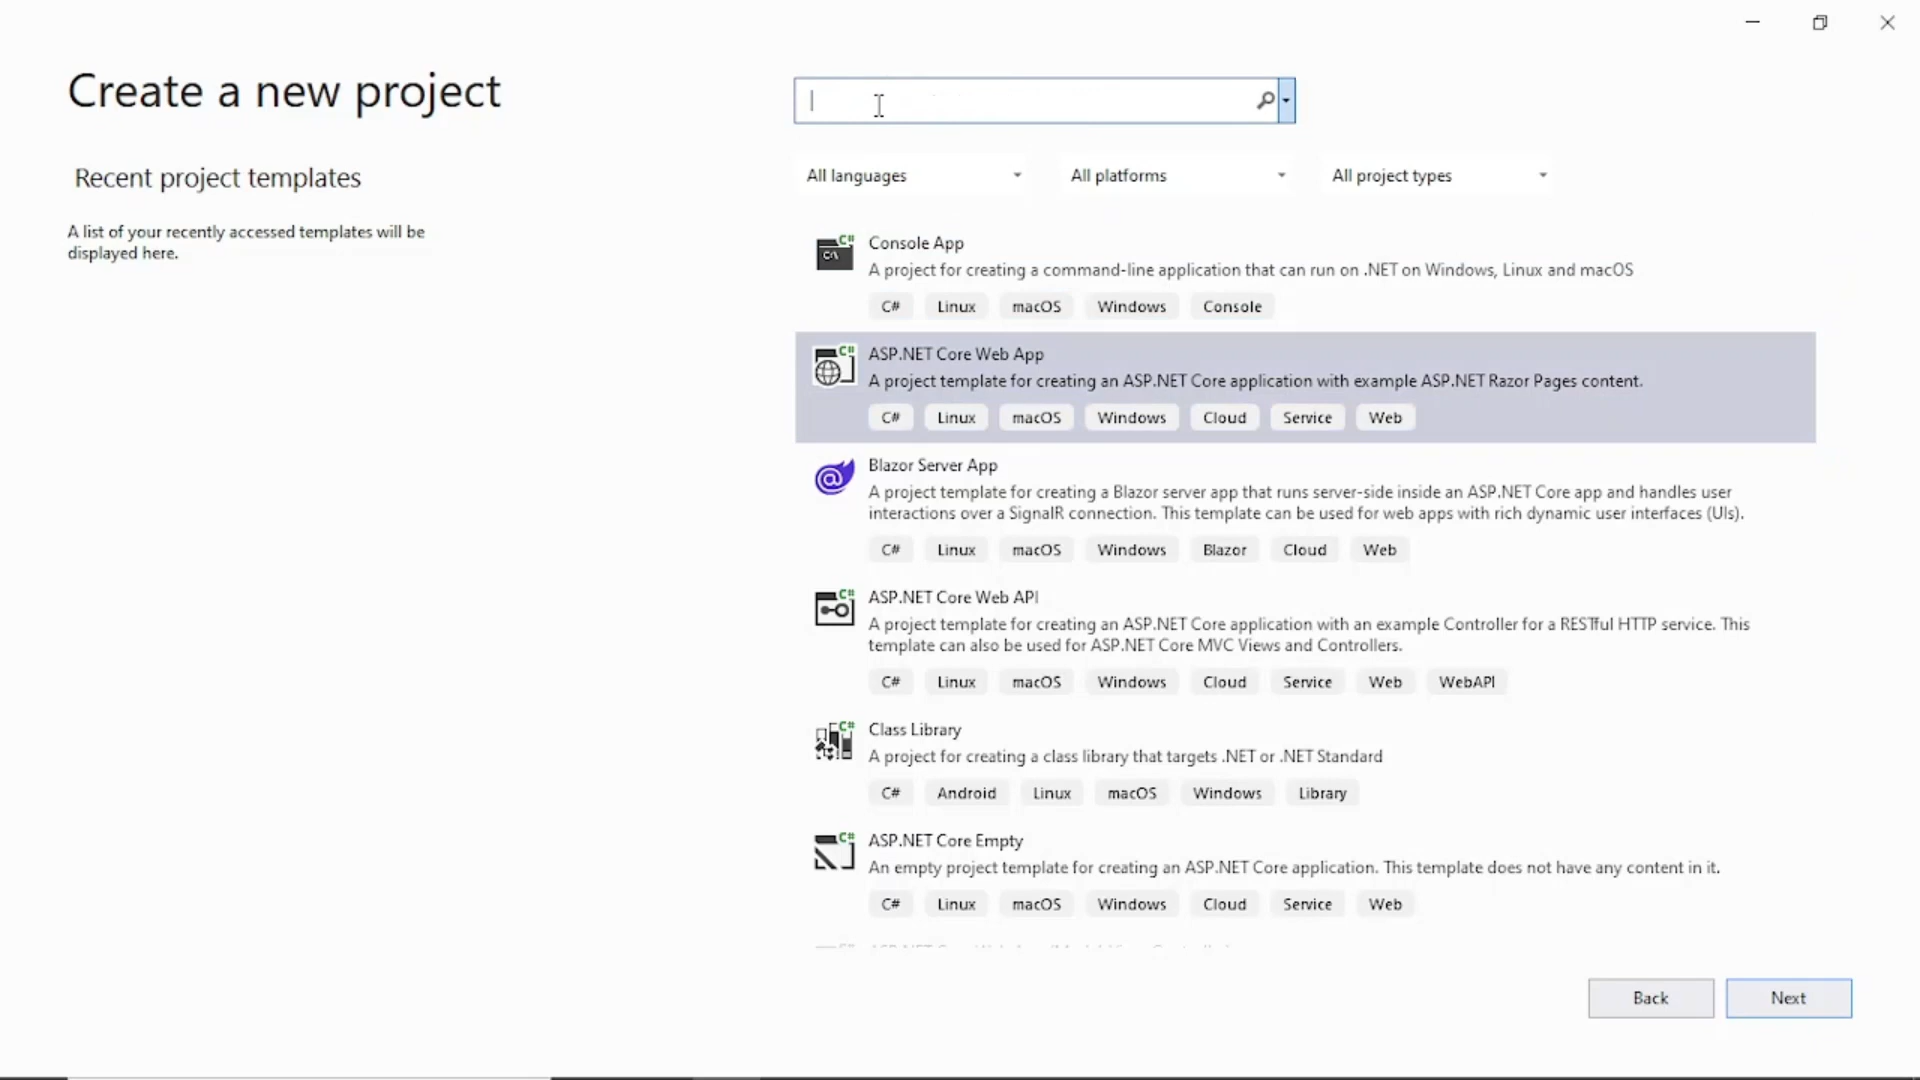 Create a new project
Recent project templates
A list of your recently accessed templates will be
displayed here.
All languages
All platforms
All project types
Console App
A project for creating a command-line application that can run on .NET on Windows, Linux and macOS
C# Linux macOS Windows Console
ASP.NET Core Web App
A project template for creating an ASP.NET Core application with example ASP.NET Razor Pages content.
C# Linux macOS Windows Cloud Service Web
Blazor Server App
A project template for creating a Blazor server app that runs server-side inside an ASP.NET Core app and handles user
interactions over a SignalR connection. This template can be used for web apps with rich dynamic user interfaces (UIs).
C# Linux macOS Windows Blazor Cloud Web
ASP.NET Core Web API
A project template for creating an ASP.NET Core application with an example Controller for a RESTful HTTP service. This
template can also be used for ASP.NET Core MVC Views and Controllers.
C# Linux macOS Windows Cloud Service Web WebAPI
Class Library
A project for creating a class library that targets .NET or .NET Standard
C# Android Linux macOS Windows Library
ASP.NET Core Empty
An empty project template for creating an ASP.NET Core application. This template does not have any content in it.
C# Linux macOS Windows Cloud Service Web
Back
Next